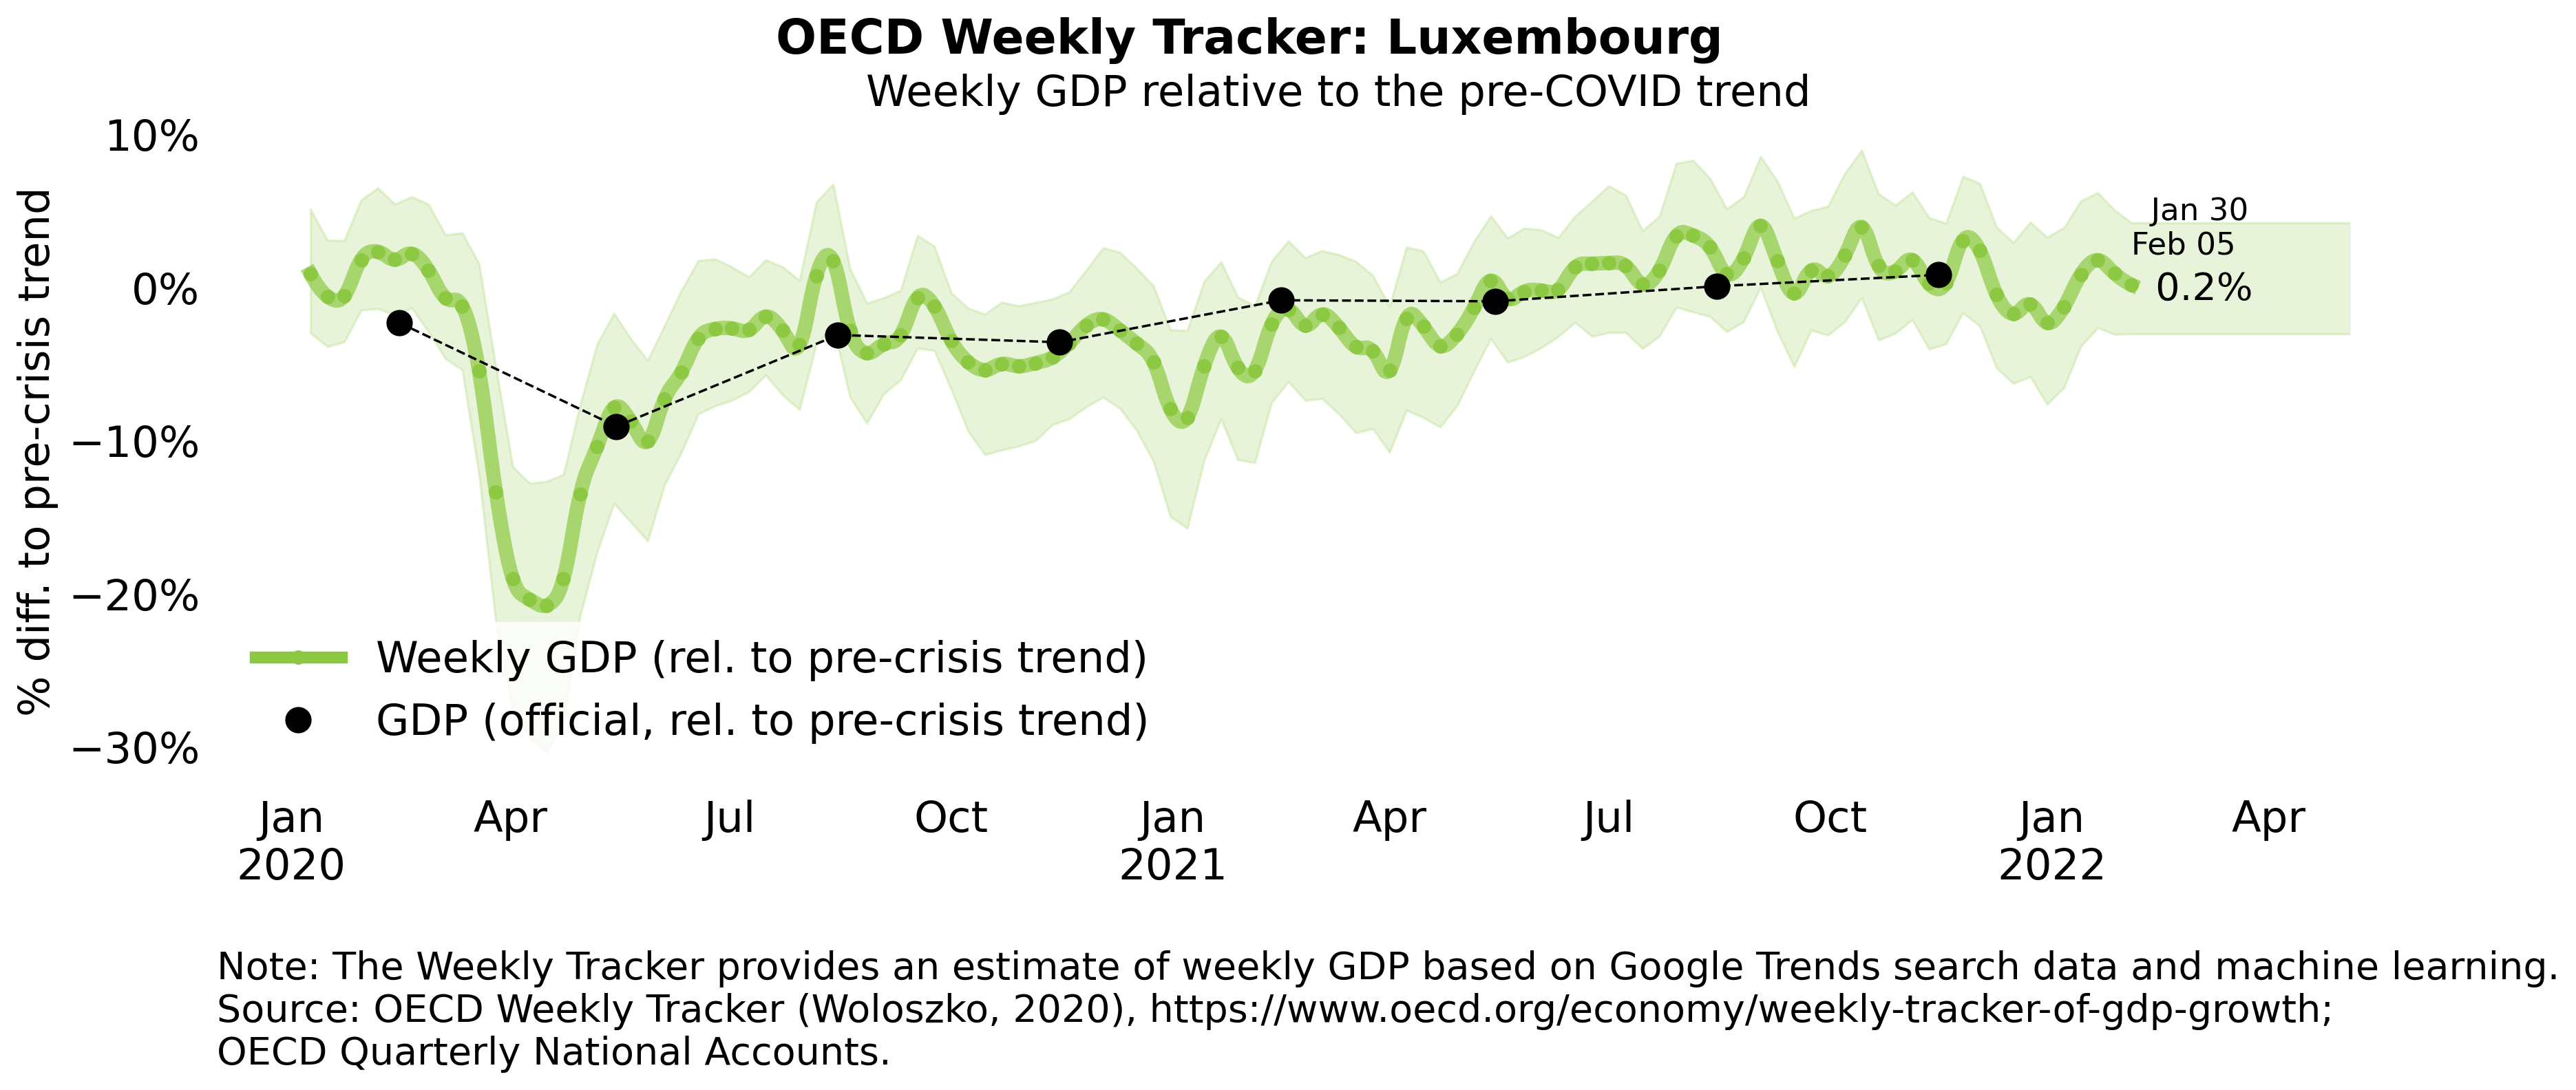 OECD Weekly Tracker: Luxembourg
Weekly GDP relative to the pre-COVID trend
% diff. to pre-crisis trend
10%
0%
−10%
−20%
−30%
Jan 30
Feb 05
0.2%
Weekly GDP (rel. to pre-crisis trend)
GDP (official, rel. to pre-crisis trend)
Jan Apr Jul Oct Jan Apr Jul Oct Jan Apr
2020 2021 2022
Note: The Weekly Tracker provides an estimate of weekly GDP based on Google Trends search data and machine learning.
Source: OECD Weekly Tracker (Woloszko, 2020), https://www.oecd.org/economy/weekly-tracker-of-gdp-growth;
OECD Quarterly National Accounts.